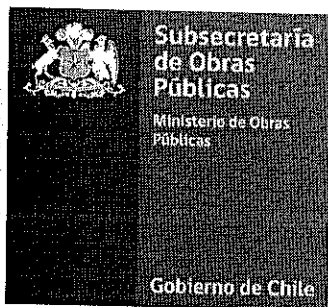 Subsecretaría
de Obras
Públicas
Ministerio de Obras
Públicas
Gobierno de Chile